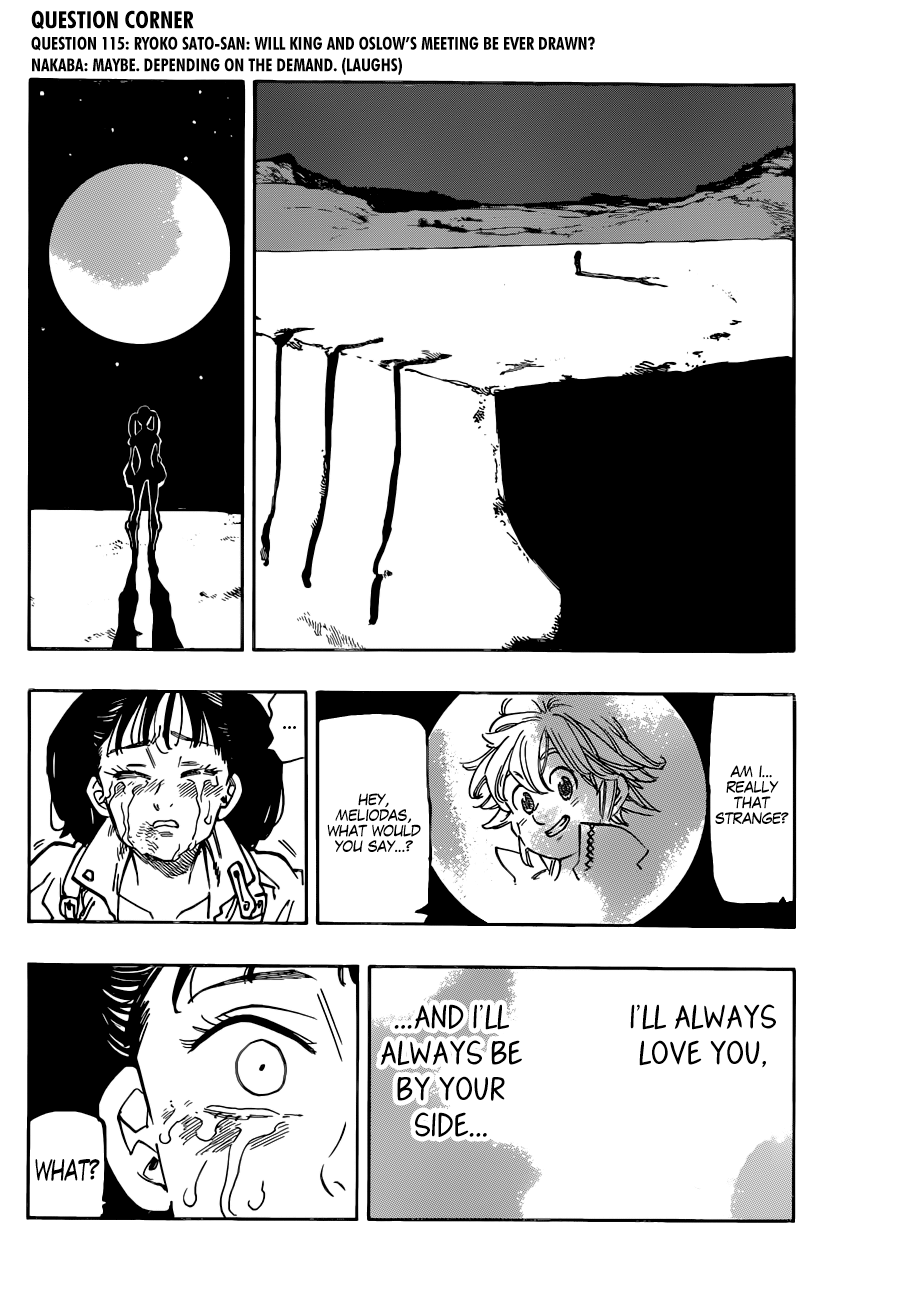 QUESTION CORNER
QUESTION 115: RYOKO SATO-SAN: WILL KING AND OSLOW'S MEETING BE EVER DRAWN?
NAKABA: MAYBE. DEPENDING ON THE DEMAND. (LAUGHS)
AM I...
REALLY
THAT
STRANGE?
HEY,
MELIODAS,
WHAT WOULD
YOU SAY...?
...
I'LL ALWAYS
LOVE YOU,
...AND I'LL
ALWAYS BE
BY YOUR
SIDE...
WHAT?